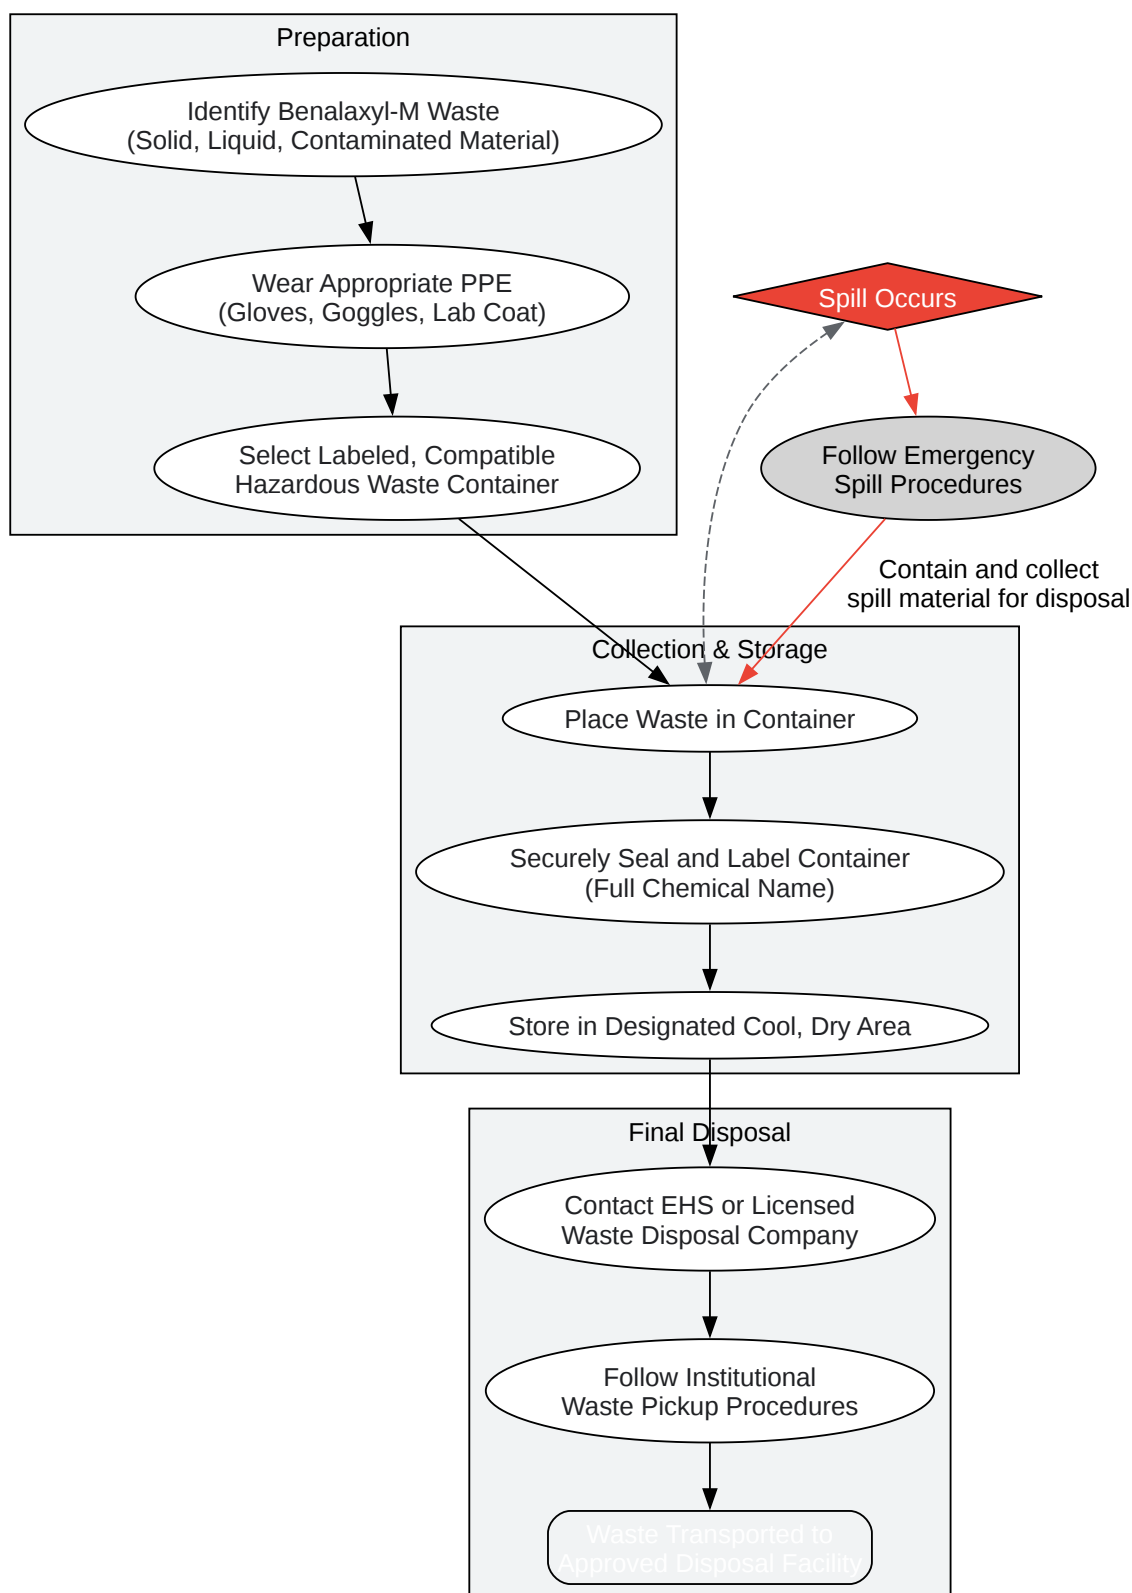 Preparation
Identify Benalaxyl-M Waste
(Solid, Liquid, Contaminated Material)
Wear Appropriate PPE
(Gloves, Goggles, Lab Coat)
Spill Occurs
Select Labeled, Compatible
Hazardous Waste Container
Follow Emergency
Spill Procedures
Contain and collect
spill material for disposal
Collection & Storage
Place Waste in Container
Securely Seal and Label Container
(Full Chemical Name)
Store in Designated Cool, Dry Area
Final Disposal
Contact EHS or Licensed
Waste Disposal Company
Follow Institutional
Waste Pickup Procedures
Waste Transported to
Approved Disposal Facility